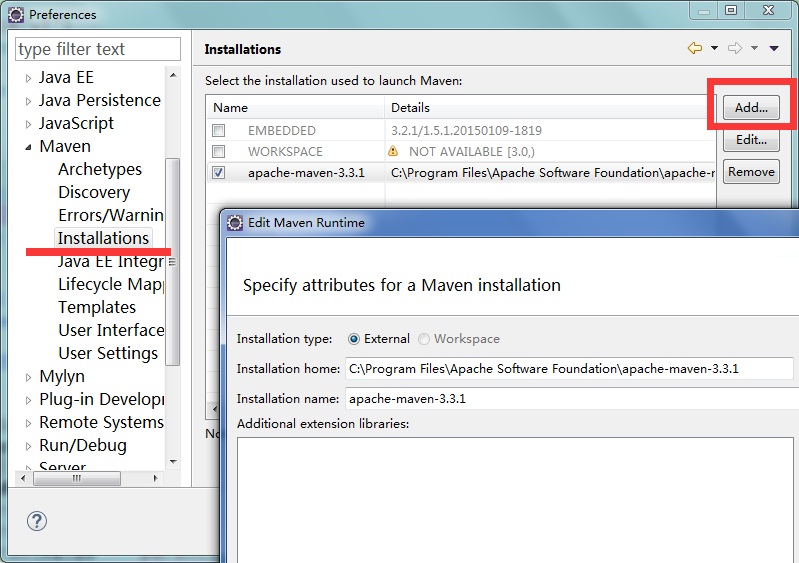 Preferences
type filter text
Java EE
Java Persistence
JavaScript
Maven
Archetypes
Discovery
Errors/Warnin
Installations
Java EE Integr
Lifecycle Map
Templates
User Interface
User Settings
Mylyn
Plug-in Develop
Remote Systems
Run/Debug
Server
Installations
Select the installation used to launch Maven:
Name Details
EMBEDDED 3.2.1/1.5.1.20150109-1819
WORKSPACE NOT AVAILABLE [3.0,)
apache-maven-3.3.1 C:\Program Files\Apache Software Foundation\apache-r
Add...
Edit...
Remove
No
Edit Maven Runtime
Specify attributes for a Maven installation
Installation type: External Workspace
Installation home: C:\Program Files\Apache Software Foundation\apache-maven-3.3.1
Installation name: apache-maven-3.3.1
Additional extension libraries: